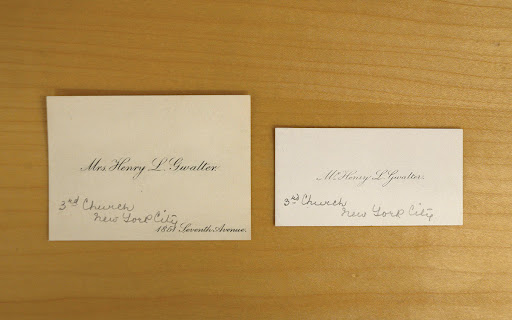 Mrs. Henry L. Gwalter
3rd Church
New York City
1851 Seventh Avenue.
Mr. Henry L. Gwalter.
3rd Church
New York City